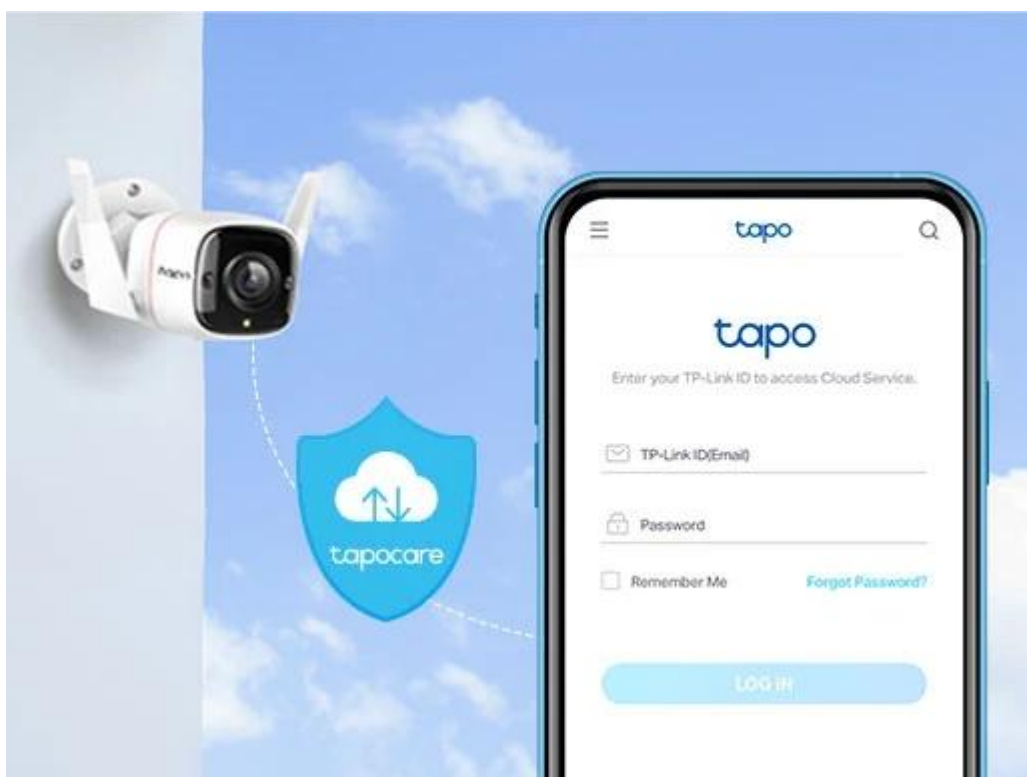 tapo
tapo
Enter your TP-Link ID to access Cloud Service.
TP-Link ID(Email)
Password
Remember Me
Forgot Password?
LOG IN
tapocare